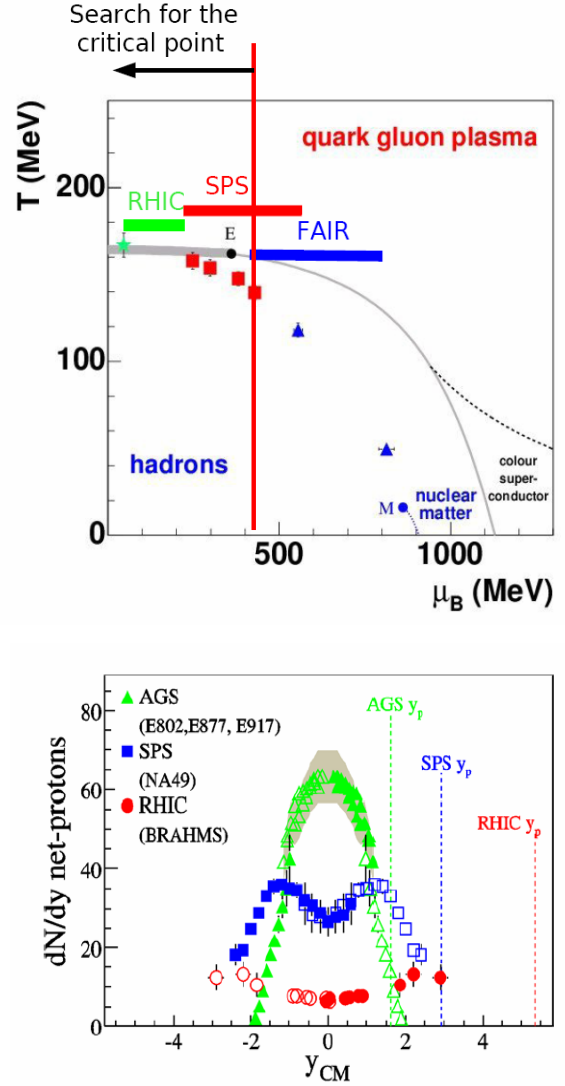 Search for the
critical point
T (MeV)
quark gluon plasma
200
SPS
RHIC
E
FAIR
100
hadrons
colour
super-
conductor
nuclear
matter
M
0
500
1000
μB (MeV)
dN/dy net-protons
80
60
40
20
0
AGS
(E802,E877, E917)
SPS
(NA49)
RHIC
(BRAHMS)
AGS yp
SPS yp
RHIC yp
-4
-2
0
2
4
yCM